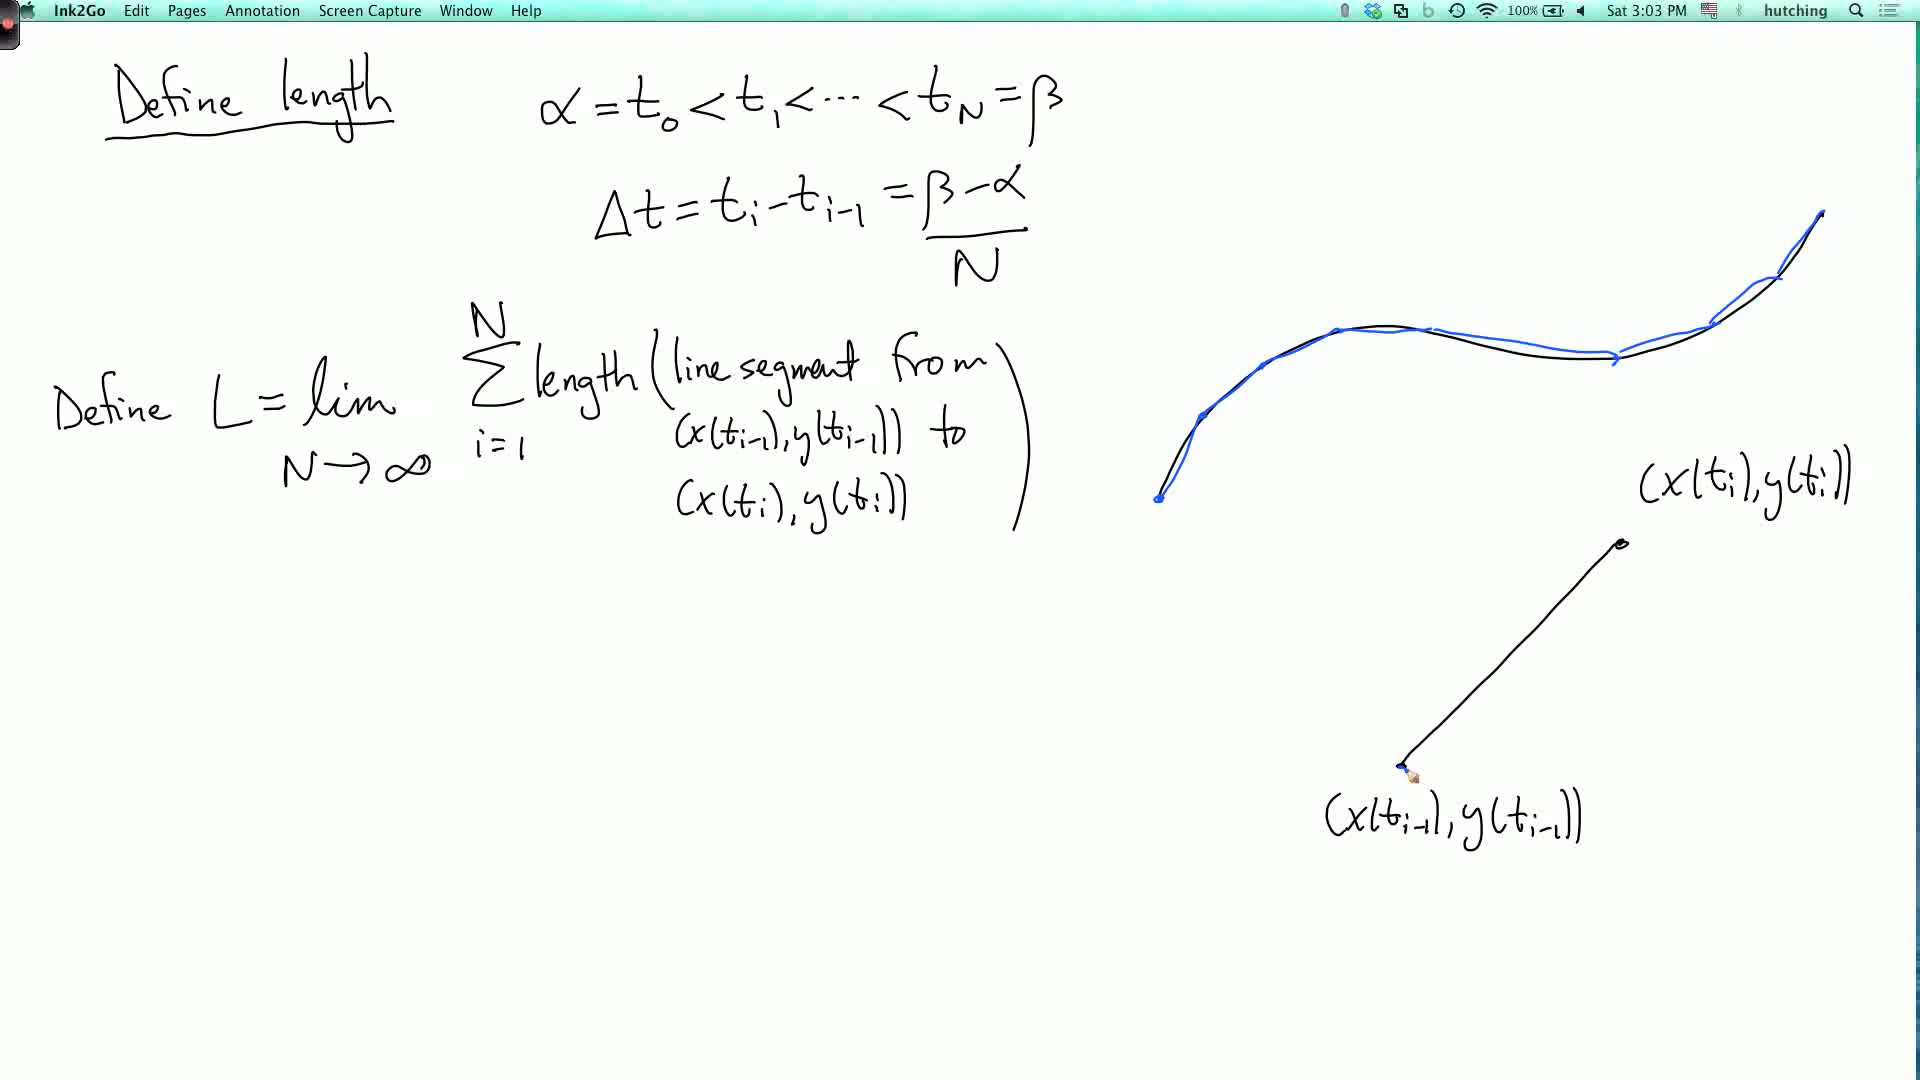 Ink2Go Edit Pages Annotation Screen Capture Window Help 100% Sat 3:03 PM hutching
Define length
α = t₀ < t₁ < ⋯ < t_N = β
Δt = tᵢ - tᵢ₋₁ = (β - α)/N
Define L = lim_{N→∞} ∑_{i=1}^{N} length (line segment from
(x(tᵢ₋₁), y(tᵢ₋₁)) to
(x(tᵢ), y(tᵢ)))
(x(tᵢ), y(tᵢ))
(x(tᵢ₋₁), y(tᵢ₋₁))